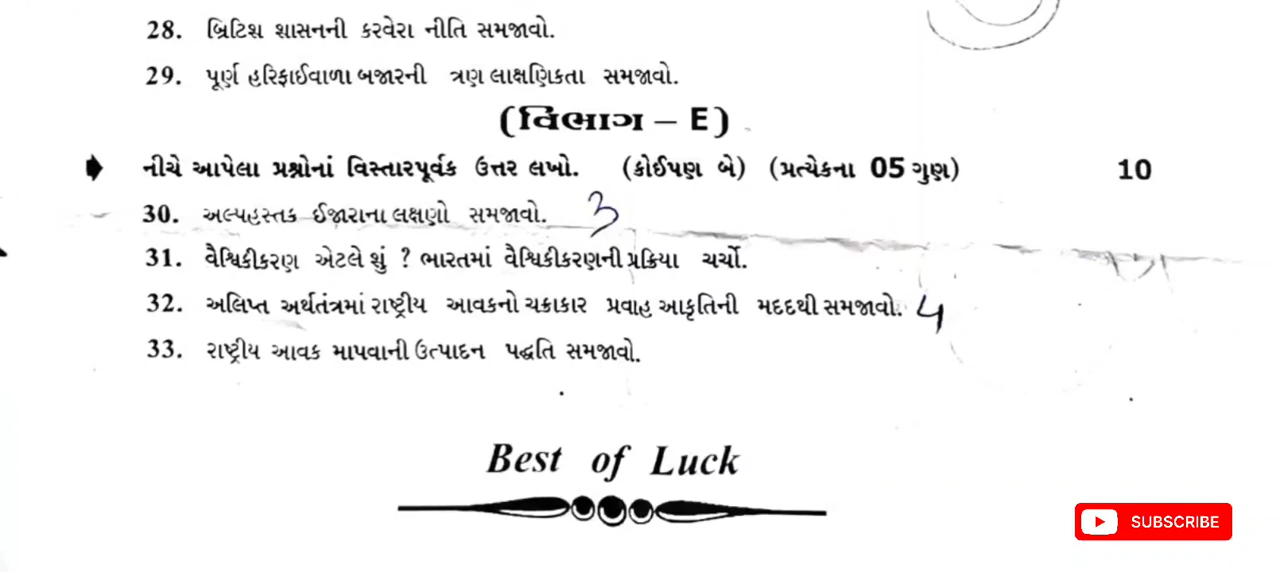 28. બ્રિટિશ શાસનની કરવેરા નીતિ સમજાવો.
29. પૂર્ણ હરિફાઈવાળા બજારની ત્રણ લાક્ષણિકતા સમજાવો.
(વિભાગ – E)
નીચે આપેલા પ્રશ્નોનાં વિસ્તારપૂર્વક ઉત્તર લખો. (કોઈપણ બે) (પ્રત્યેકના 05 ગુણ) 10
30. અલ્પહસ્તક ઈજારાના લક્ષણો સમજાવો. 3
31. વૈશ્વિકીકરણ એટલે શું ? ભારતમાં વૈશ્વિકીકરણની પ્રક્રિયા ચર્ચો.
32. અલિપ્ત અર્થતંત્રમાં રાષ્ટ્રીય આવકનો ચક્રાકાર પ્રવાહ આકૃતિની મદદથી સમજાવો. 4
33. રાષ્ટ્રીય આવક માપવાની ઉત્પાદન પદ્ધતિ સમજાવો.
Best of Luck
SUBSCRIBE